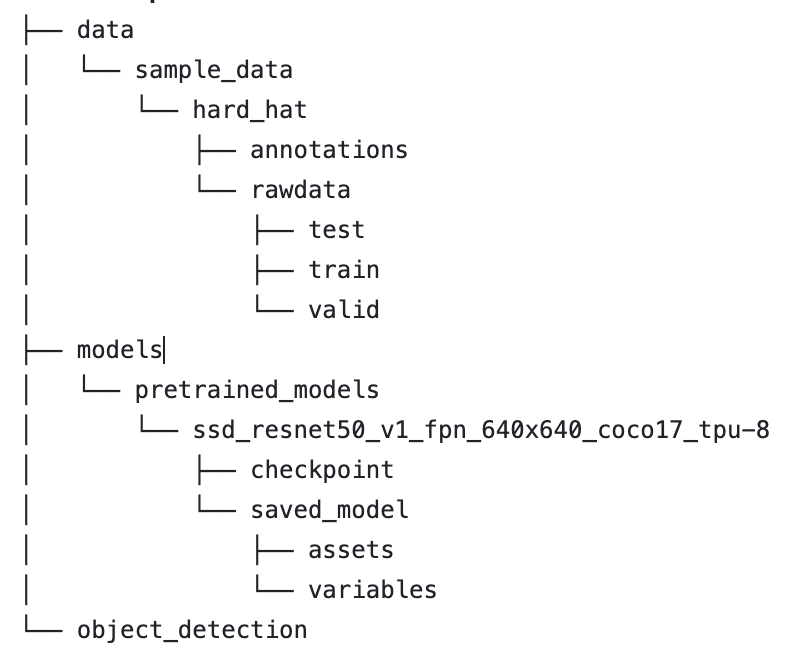 ├── data
│   └── sample_data
│       └── hard_hat
│           ├── annotations
│           └── rawdata
│               ├── test
│               ├── train
│               └── valid
├── models
│   └── pretrained_models
│       └── ssd_resnet50_v1_fpn_640x640_coco17_tpu-8
│           ├── checkpoint
│           └── saved_model
│               ├── assets
│               └── variables
└── object_detection